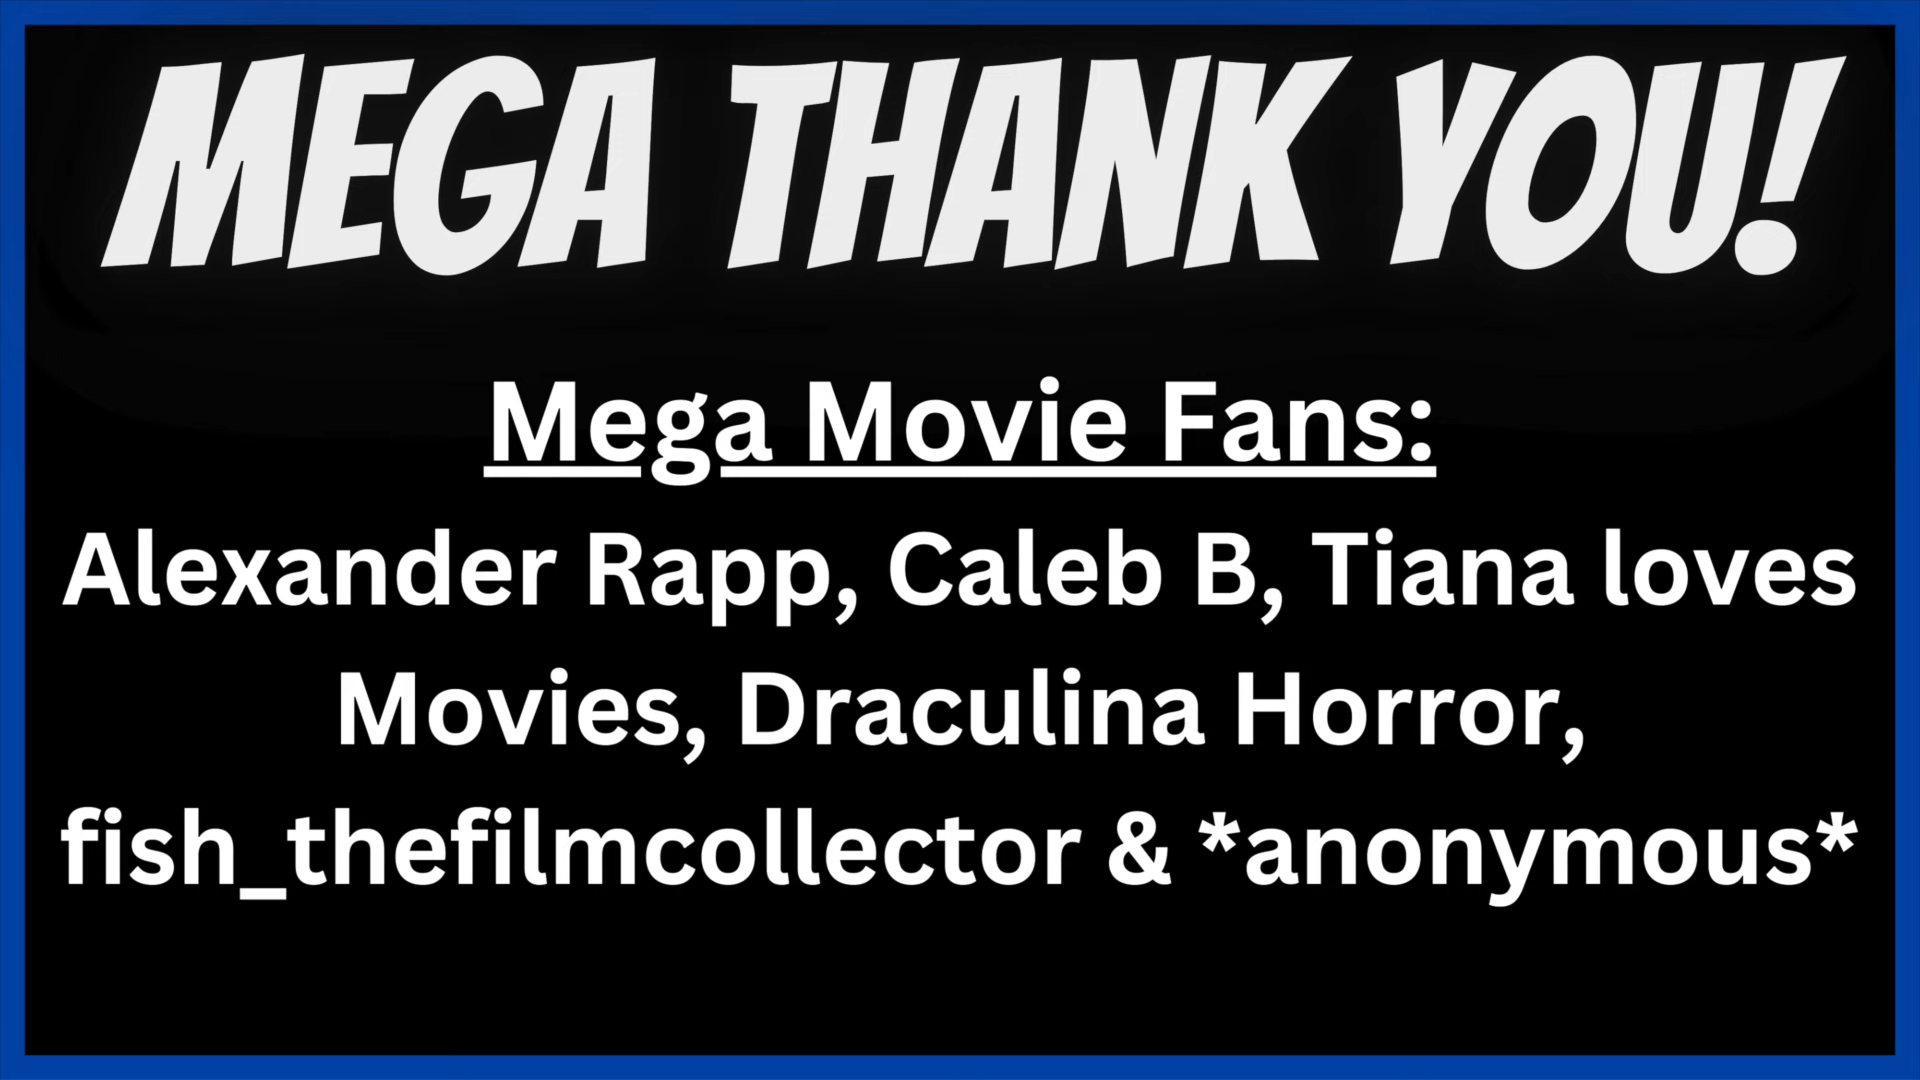 MEGA THANK YOU!
Mega Movie Fans:
Alexander Rapp, Caleb B, Tiana loves
Movies, Draculina Horror,
fish_thefilmcollector & *anonymous*